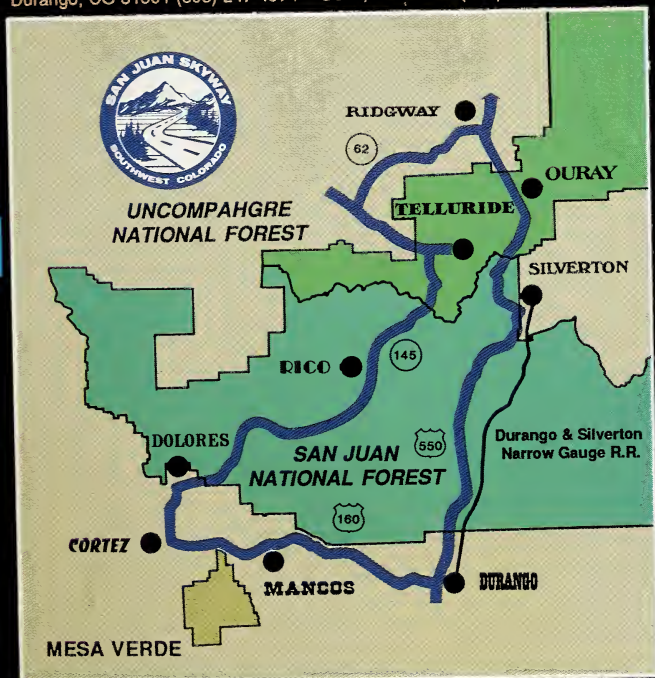 SAN JUAN SKYWAY
SOUTHWEST COLORADO
RIDGWAY
62
OURAY
UNCOMPAHGRE
NATIONAL FOREST
TELLURIDE
SILVERTON
RICO
145
DOLORES
SAN JUAN
NATIONAL FOREST
550
Durango & Silverton
Narrow Gauge R.R.
160
CORTEZ
MANCOS
DURANGO
MESA VERDE